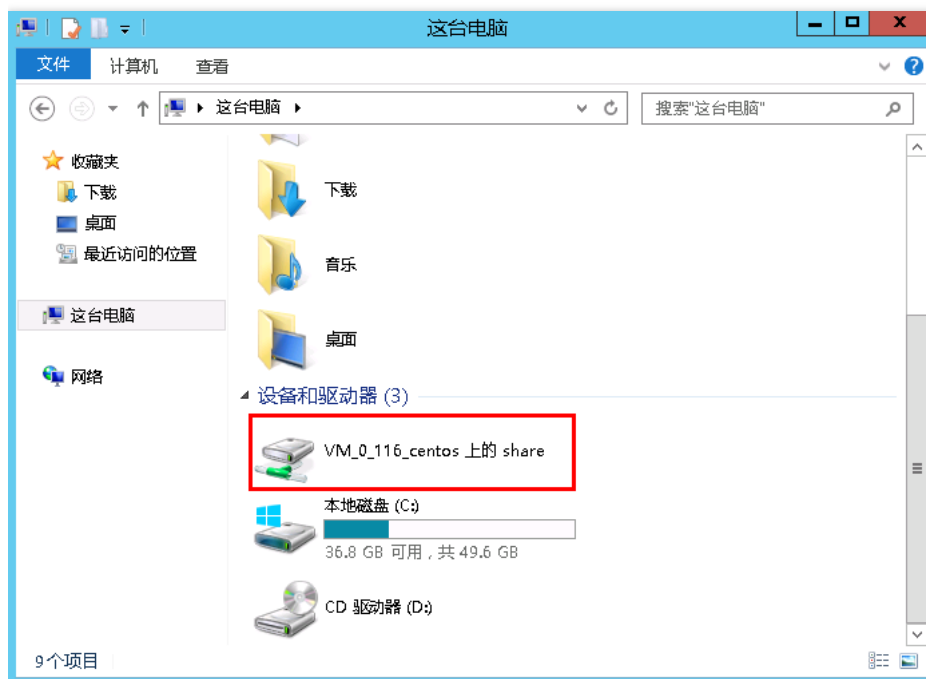 这台电脑
文件 计算机 查看
这台电脑
搜索"这台电脑"
收藏夹
下载
桌面
最近访问的位置
这台电脑
网络
下载
音乐
桌面
设备和驱动器 (3)
VM_0_116_centos 上的 share
本地磁盘 (C:)
36.8 GB 可用 , 共 49.6 GB
CD 驱动器 (D:)
9个项目